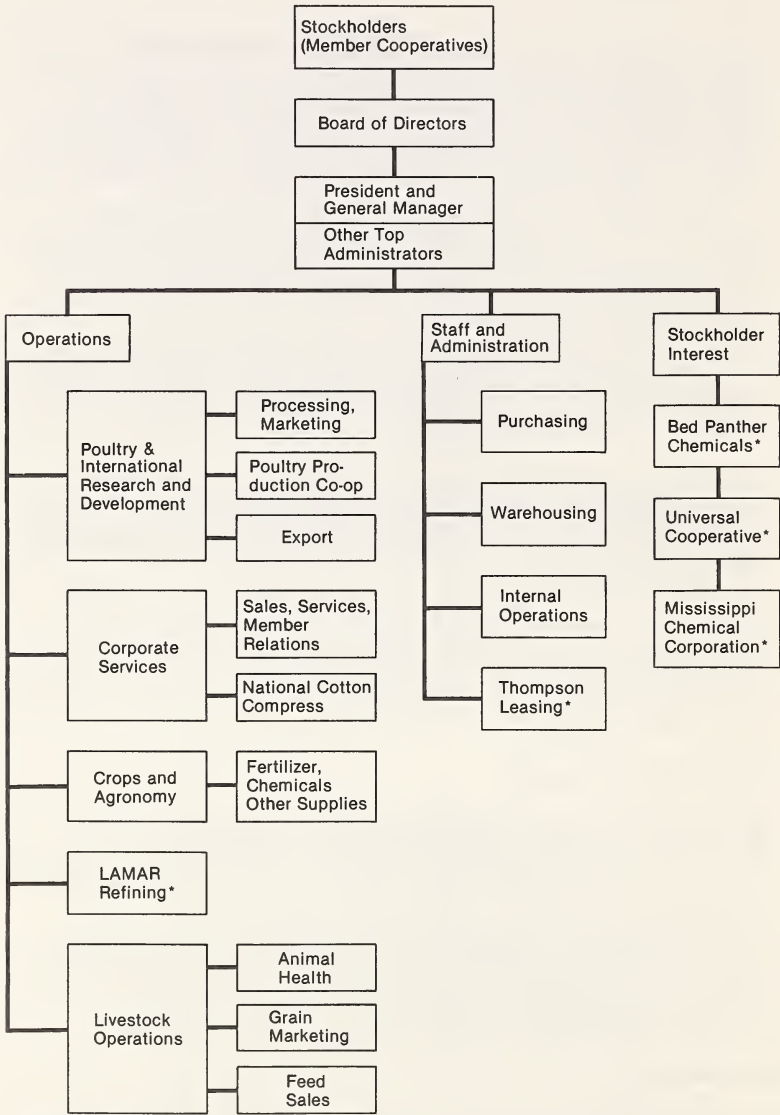 Stockholders
(Member Cooperatives)
Board of Directors
President and
General Manager
Other Top
Administrators
Operations
Poultry &
International
Research and
Development
Processing,
Marketing
Poultry Pro-
duction Co-op
Export
Corporate
Services
Sales, Services,
Member
Relations
National Cotton
Compress
Crops and
Agronomy
Fertilizer,
Chemicals
Other Supplies
LAMAR
Refining*
Livestock
Operations
Animal
Health
Grain
Marketing
Feed
Sales
Staff and
Administration
Purchasing
Warehousing
Internal
Operations
Thompson
Leasing*
Stockholder
Interest
Bed Panther
Chemicals*
Universal
Cooperative*
Mississippi
Chemical
Corporation*